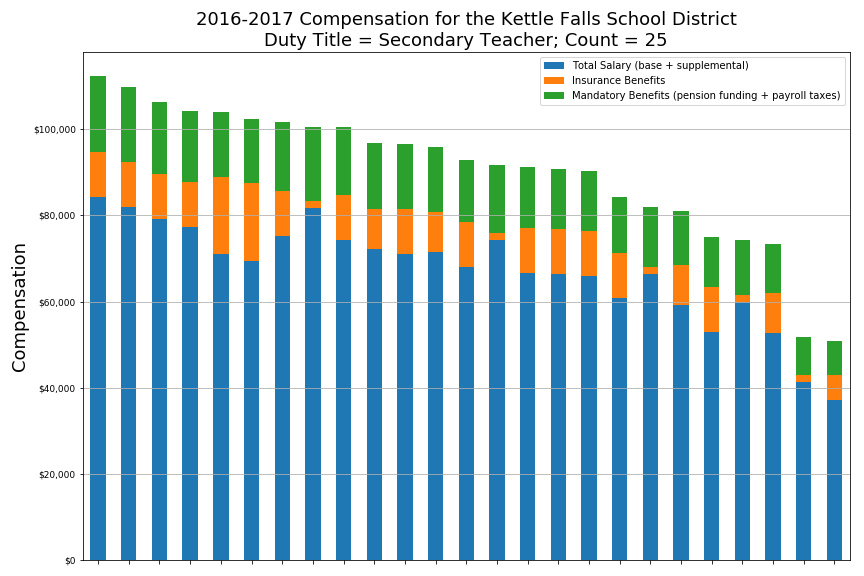 2016-2017 Compensation for the Kettle Falls School District
Duty Title = Secondary Teacher; Count = 25
Total Salary (base + supplemental)
Insurance Benefits
Mandatory Benefits (pension funding + payroll taxes)
$100,000
$80,000
$60,000
$40,000
$20,000
$0
Compensation